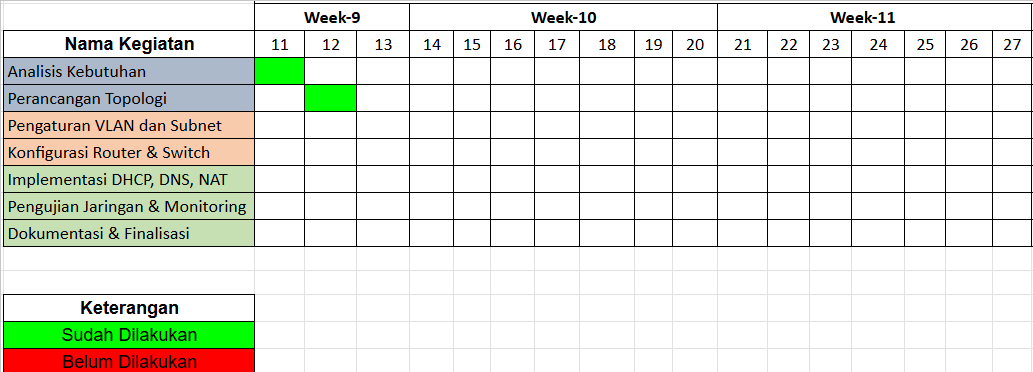 Week-9 Week-10 Week-11
Nama Kegiatan 11 12 13 14 15 16 17 18 19 20 21 22 23 24 25 26 27
Analisis Kebutuhan
Perancangan Topologi
Pengaturan VLAN dan Subnet
Konfigurasi Router & Switch
Implementasi DHCP, DNS, NAT
Pengujian Jaringan & Monitoring
Dokumentasi & Finalisasi
Keterangan
Sudah Dilakukan
Belum Dilakukan